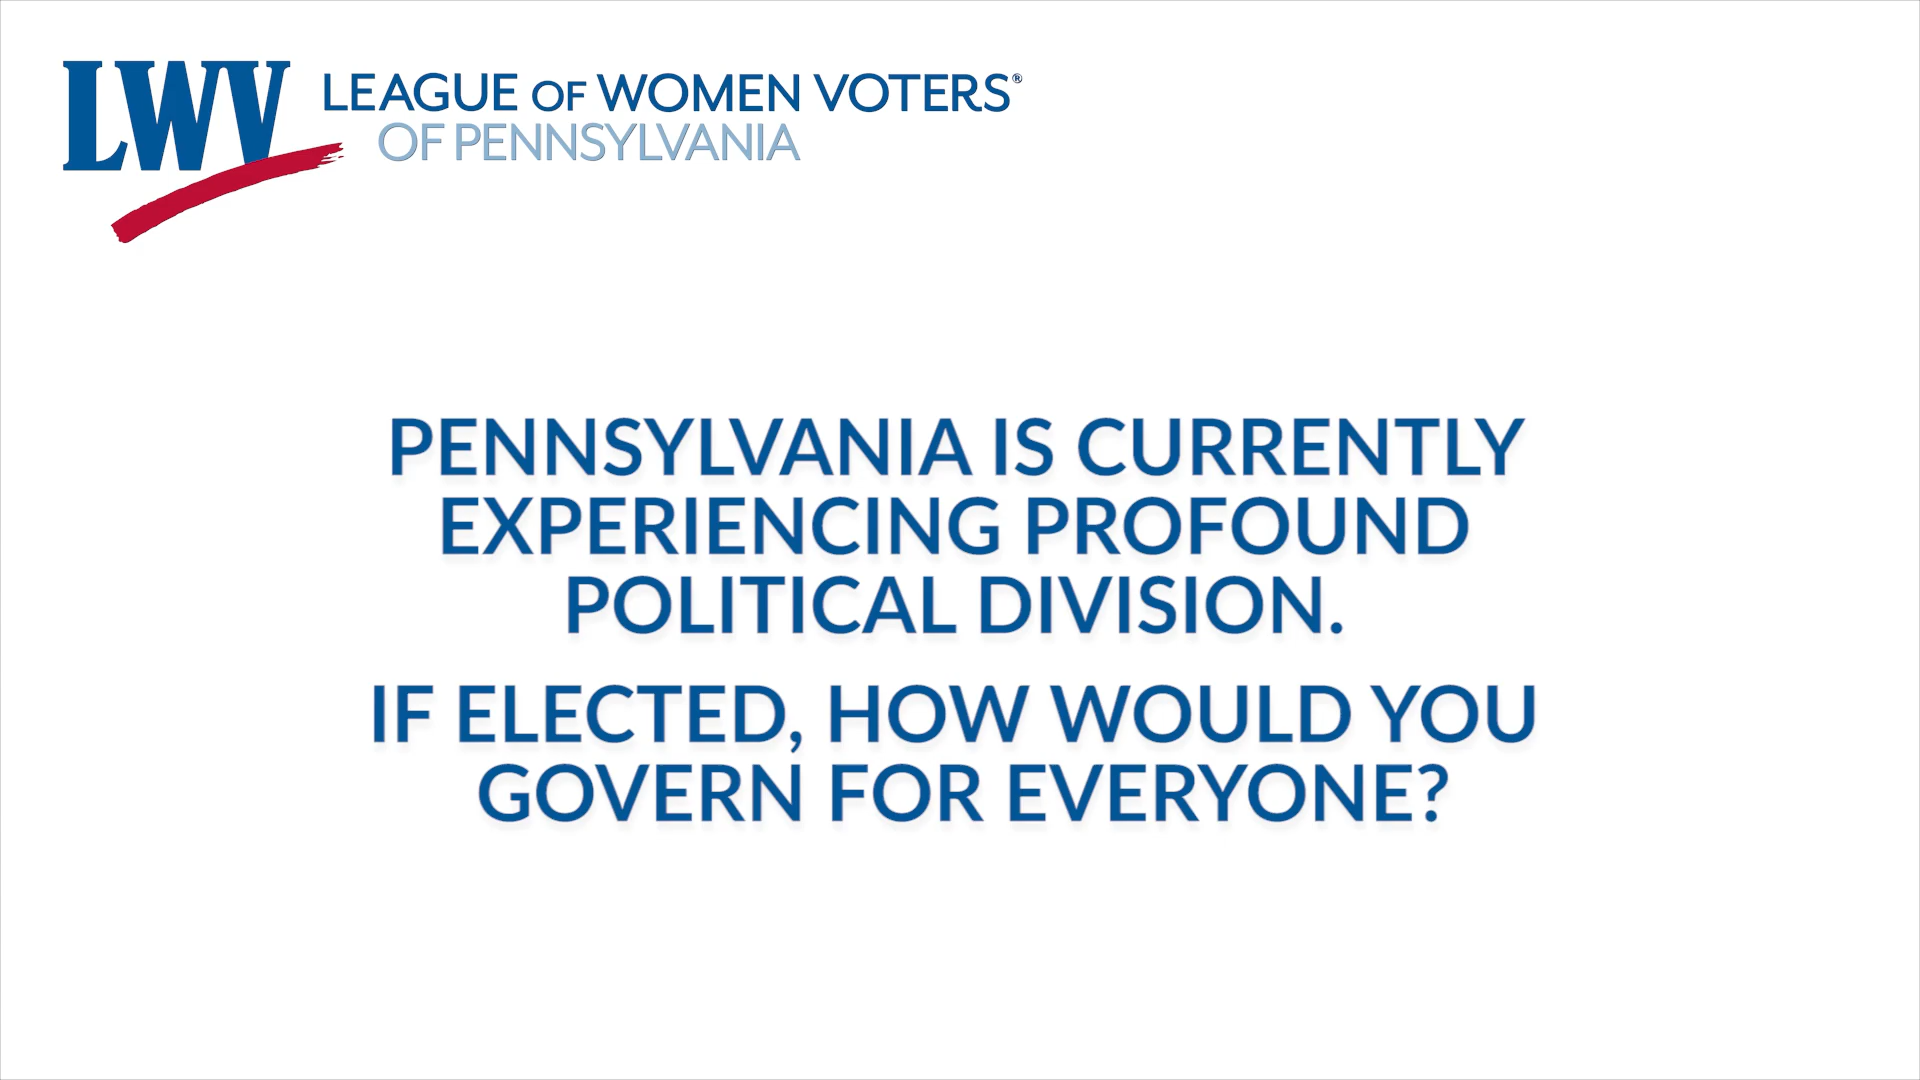 LWV LEAGUE OF WOMEN VOTERS®
OF PENNSYLVANIA
PENNSYLVANIA IS CURRENTLY
EXPERIENCING PROFOUND
POLITICAL DIVISION.
IF ELECTED, HOW WOULD YOU
GOVERN FOR EVERYONE?